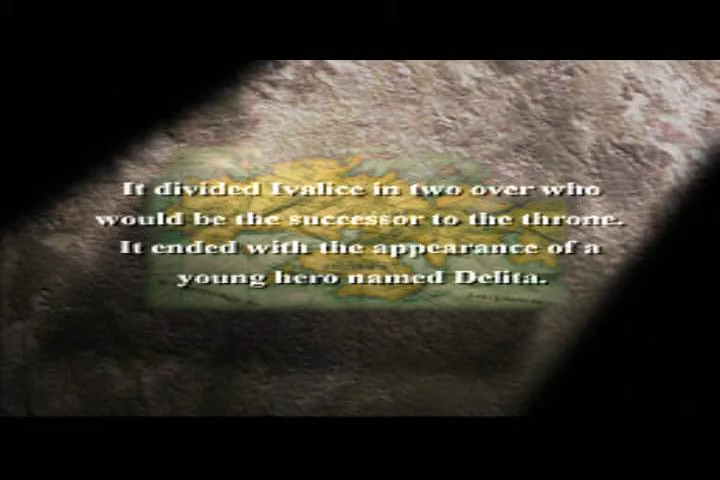 It divided Ivalice in two over who
would be the successor to the throne.
It ended with the appearance of a
young hero named Delita.